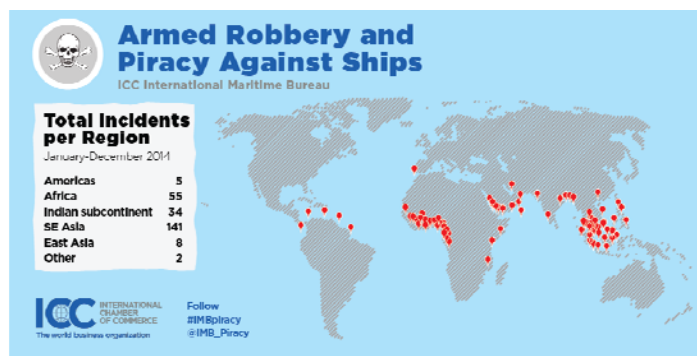 Armed Robbery and
Piracy Against Ships
ICC International Maritime Bureau
Total Incidents
per Region
January-December 2014
Americas 5
Africa 55
Indian subcontinent 34
SE Asia 141
East Asia 8
Other 2
ICC INTERNATIONAL
CHAMBER
OF COMMERCE
The world business organization
Follow
#IMBpiracy
@IMB_Piracy